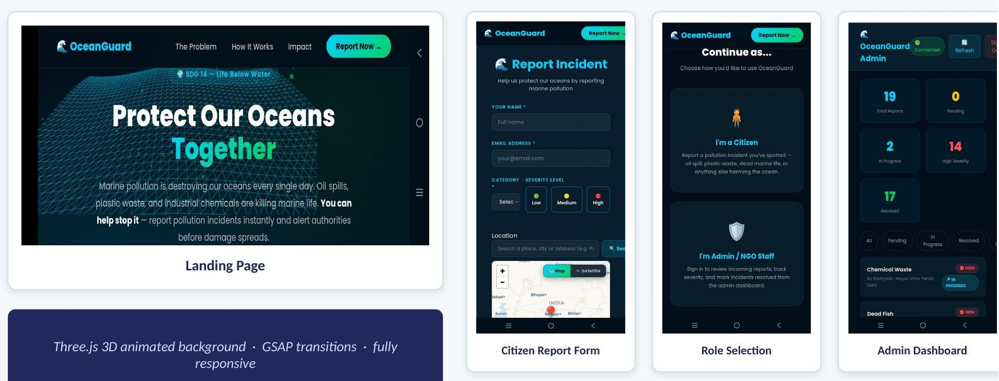 OceanGuard
The Problem
How It Works
Impact
Report Now →
SDG 14 — Life Below Water
Protect Our Oceans
Together
Marine pollution is destroying our oceans every single day. Oil spills,
plastic waste, and industrial chemicals are killing marine life. You can
help stop it — report pollution incidents instantly and alert authorities
before damage spreads.
Landing Page
Three.js 3D animated background · GSAP transitions · fully
responsive
OceanGuard
Report Now →
Report Incident
Help us protect our oceans by reporting
marine pollution
YOUR NAME *
Full name
EMAIL ADDRESS *
your@email.com
CATEGORY
*
SEVERITY LEVEL
Selec
Low
Medium
High
Location
Search a place, city or address (e.g.
Map
Satellite
+
−
Bhopal
INDIA
Surat
Nagpur
Bhilai
Citizen Report Form
OceanGuard
Report Now →
Continue as...
Choose how you'd like to use OceanGuard
I'm a Citizen
Report a pollution incident you've spotted —
oil spill, plastic waste, dead marine life, or
anything else harming the ocean.
I'm Admin / NGO Staff
Sign in to review incoming reports, track
severity, and mark incidents resolved from
the admin dashboard.
Role Selection
OceanGuard
Admin
Connected
Refresh
19
Total Reports
0
Pending
2
In Progress
14
High Severity
17
Resolved
All
Pending
In
Progress
Resolved
Chemical Waste
HIGH
By Shahjada · Mayur Vihar Tehsil,
Delhi
IN
PROGRESS
Dead Fish
HIGH
Admin Dashboard